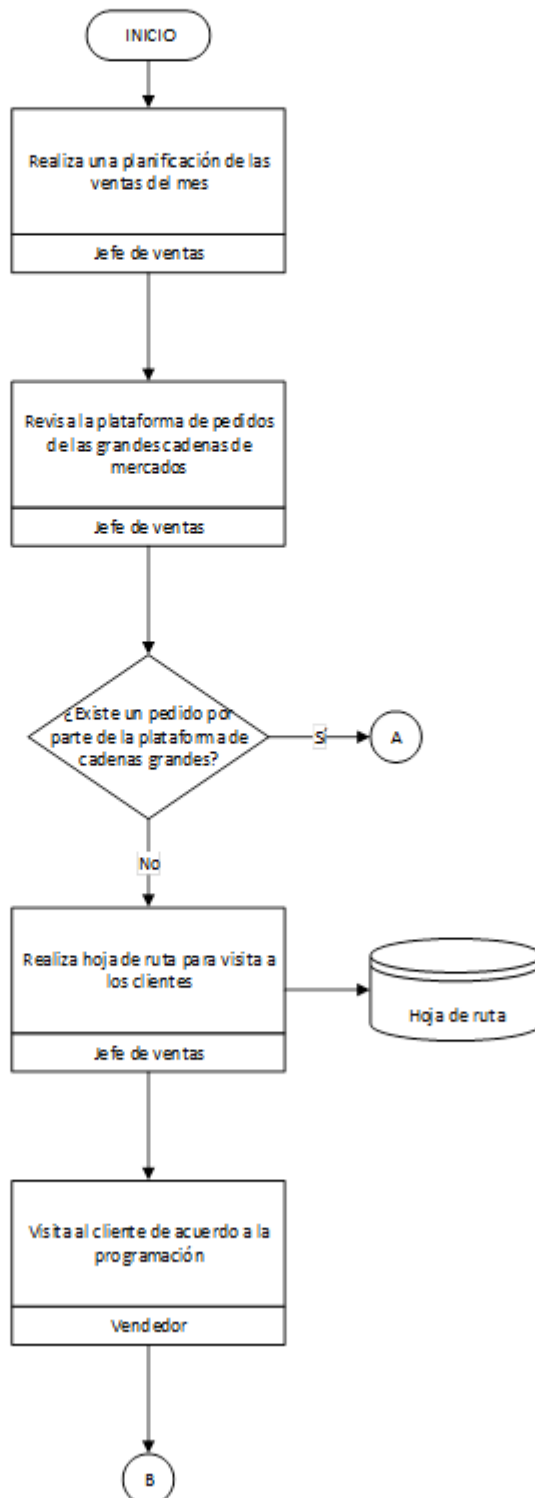 INICIO
Realiza una planificación de las
ventas del mes
Jefe de ventas
Revisa la plataforma de pedidos
de las grandes cadenas de
mercados
Jefe de ventas
¿Existe un pedido por
parte de la plataforma de
cadenas grandes?
Sí
A
No
Realiza hoja de ruta para visita a
los clientes
Jefe de ventas
Hoja de ruta
Visita al cliente de acuerdo a la
programación
Vendedor
B